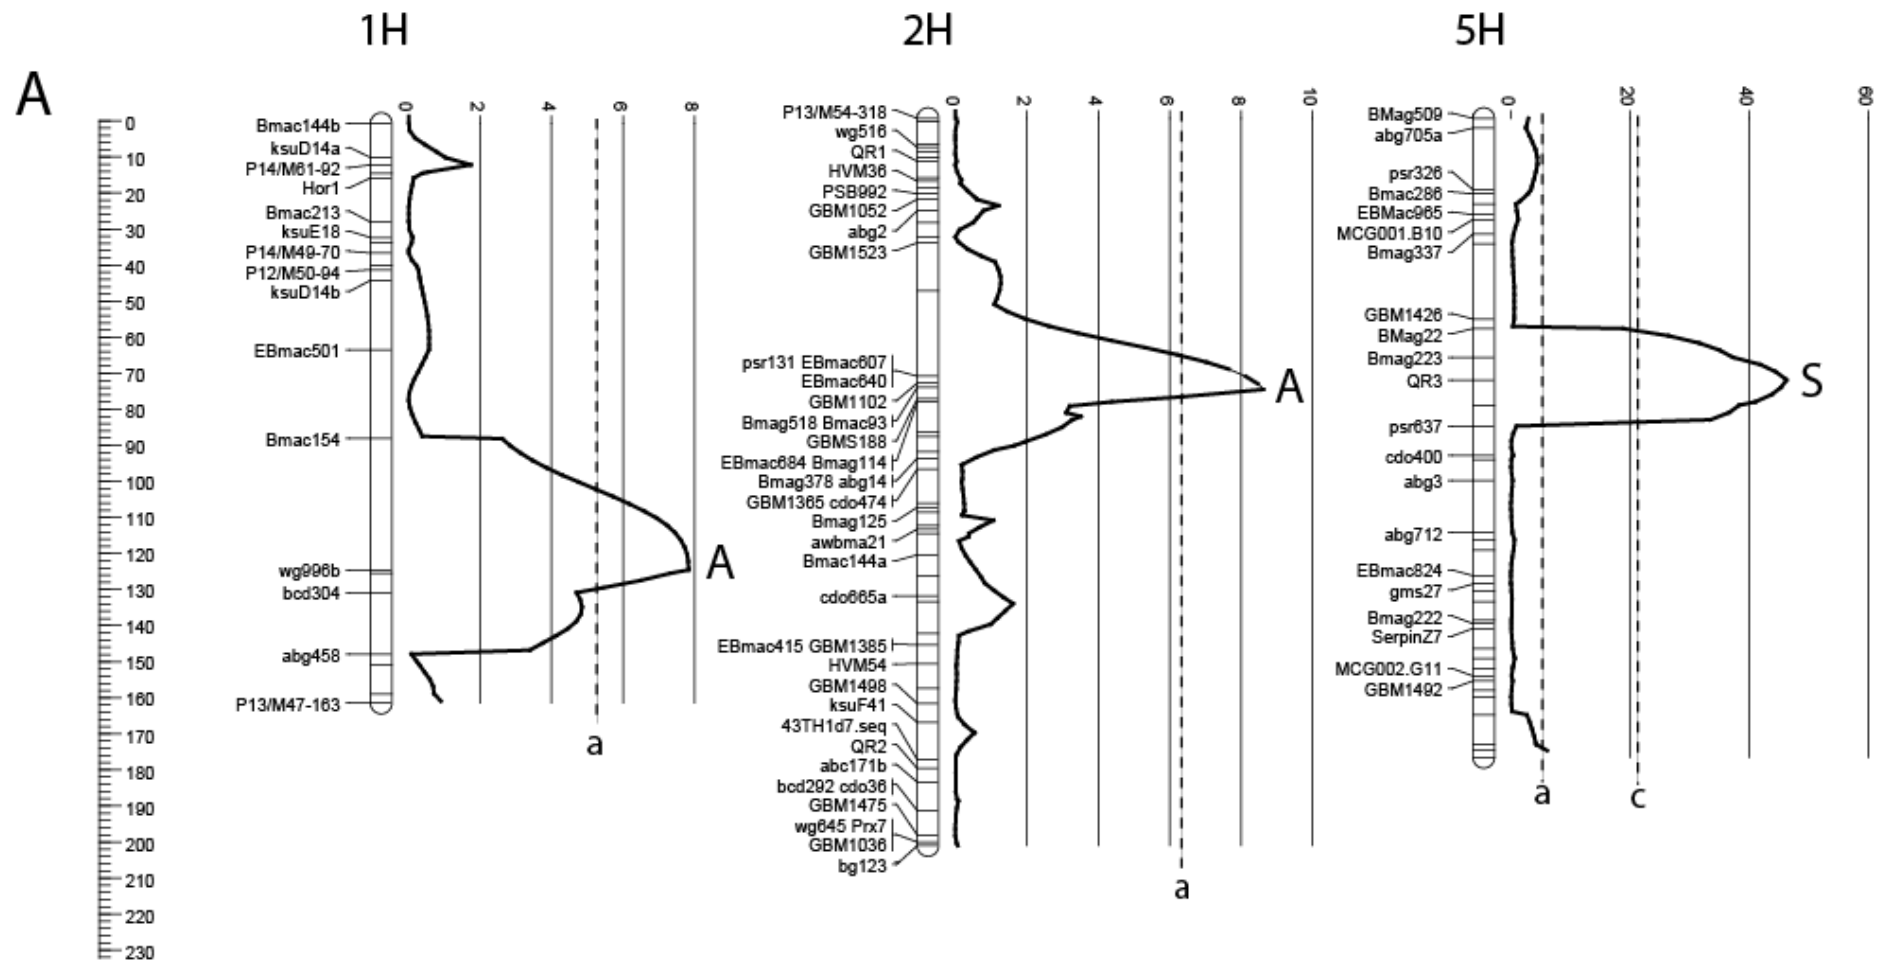 1H
2H
5H
A
0
10
20
30
40
50
60
70
80
90
100
110
120
130
140
150
160
170
180
190
200
210
220
230
0 2 4 6 8
Bmac144b
ksuD14a
P14/M61-92
Hor1
Bmac213
ksuE18
P14/M49-70
P12/M50-94
ksuD14b
EBmac501
Bmac154
wg996b
bcd304
abg458
P13/M47-163
A
a
0 2 4 6 8 10
P13/M54-318
wg516
QR1
HVM36
PSB992
GBM1052
abg2
GBM1523
psr131 EBmac607
EBmac640
GBM1102
Bmag518 Bmac93
GBMS188
EBmac684 Bmag114
Bmag378 abg14
GBM1365 cdo474
Bmag125
awbma21
Bmac144a
cdo665a
EBmac415 GBM1385
HVM54
GBM1498
ksuF41
43TH1d7.seq
QR2
abc171b
bcd292 cdo36
GBM1475
wg645 Prx7
GBM1036
bg123
A
a
0 20 40 60
BMag509
abg705a
psr326
Bmac286
EBMac965
MCG001.B10
Bmag337
GBM1426
BMag22
Bmag223
QR3
psr637
cdo400
abg3
abg712
EBmac824
gms27
Bmag222
SerpinZ7
MCG002.G11
GBM1492
S
a c